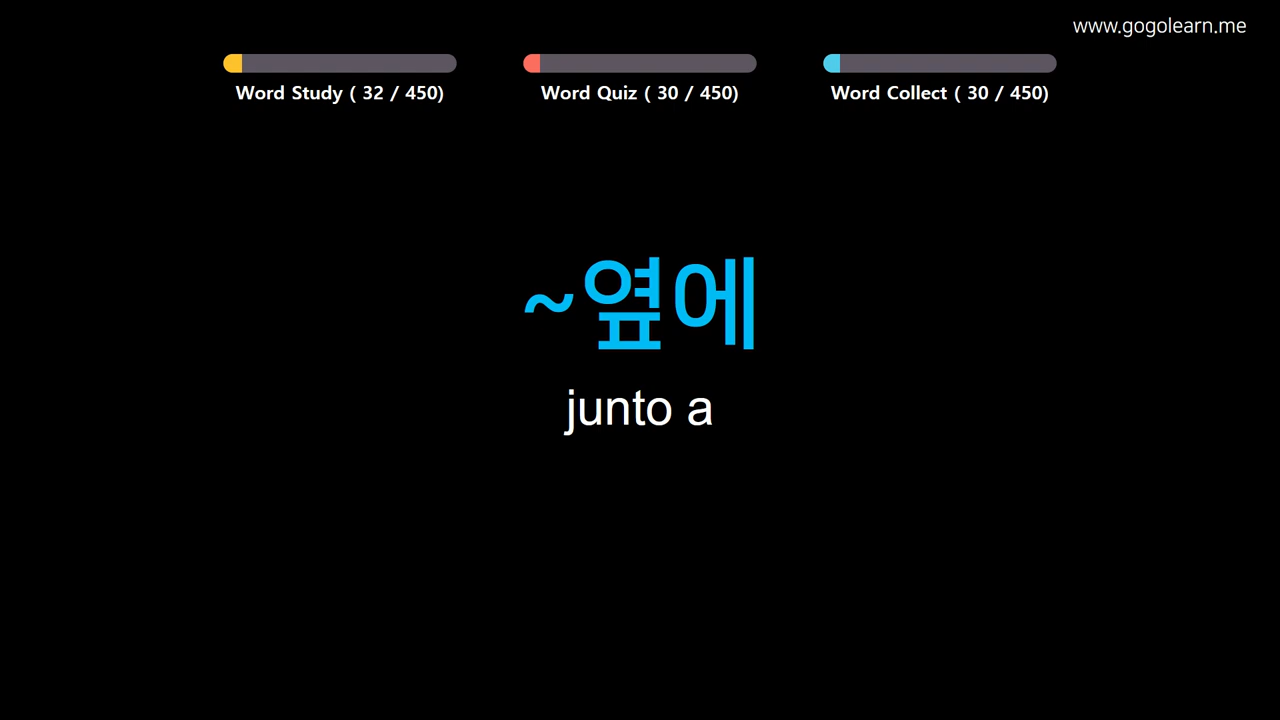 www.gogolearn.me
Word Study ( 32 / 450)
Word Quiz ( 30 / 450)
Word Collect ( 30 / 450)
~옆에
junto a